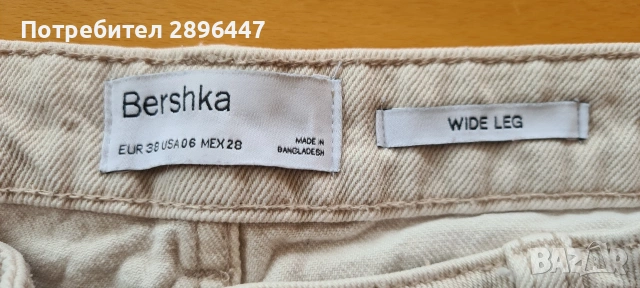 Потребител 2896447
Bershka
EUR 38 USA 06 MEX 28
MADE IN
BANGLADESH
WIDE LEG